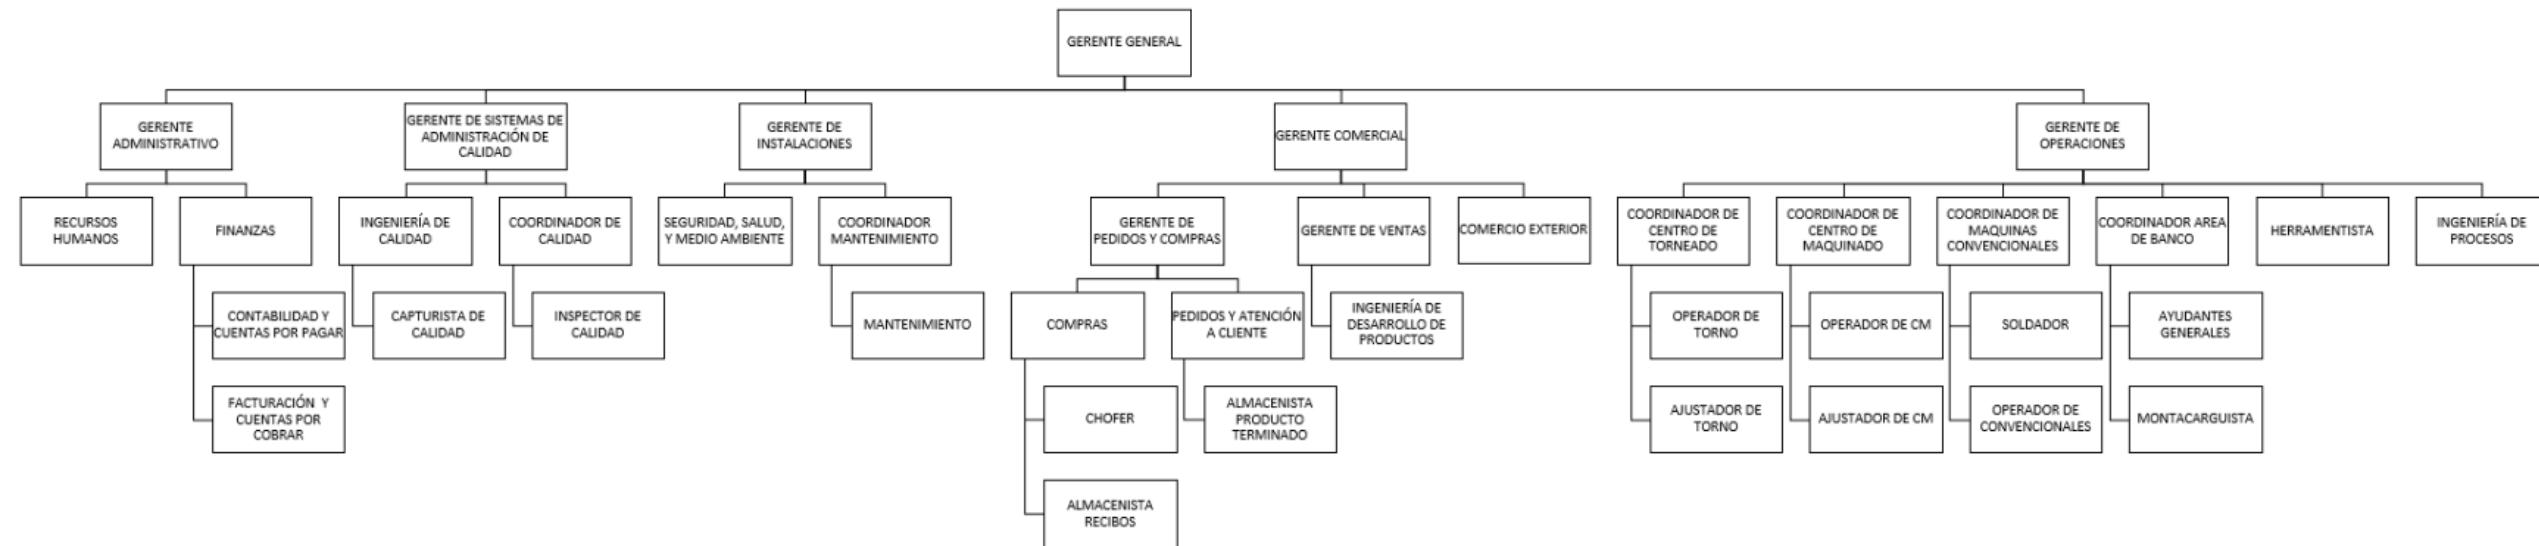 GERENTE GENERAL
GERENTE
ADMINISTRATIVO
GERENTE DE SISTEMAS DE
ADMINISTRACIÓN DE
CALIDAD
GERENTE DE
INSTALACIONES
GERENTE COMERCIAL
GERENTE DE
OPERACIONES
RECURSOS
HUMANOS
FINANZAS
INGENIERÍA DE
CALIDAD
COORDINADOR DE
CALIDAD
SEGURIDAD, SALUD,
Y MEDIO AMBIENTE
COORDINADOR
MANTENIMIENTO
GERENTE DE
PEDIDOS Y COMPRAS
GERENTE DE VENTAS
COMERCIO EXTERIOR
COORDINADOR DE
CENTRO DE
TORNEADO
COORDINADOR DE
CENTRO DE
MAQUINADO
COORDINADOR DE
MAQUINAS
CONVENCIONALES
COORDINADOR AREA
DE BANCO
HERRAMENTISTA
INGENIERÍA DE
PROCESOS
CONTABILIDAD Y
CUENTAS POR PAGAR
CAPTURISTA DE
CALIDAD
INSPECTOR DE
CALIDAD
MANTENIMIENTO
COMPRAS
PEDIDOS Y ATENCIÓN
A CLIENTE
INGENIERÍA DE
DESARROLLO DE
PRODUCTOS
OPERADOR DE
TORNO
OPERADOR DE CM
SOLDADOR
AYUDANTES
GENERALES
FACTURACIÓN Y
CUENTAS POR
COBRAR
CHOFER
ALMACENISTA
PRODUCTO
TERMINADO
AJUSTADOR DE
TORNO
AJUSTADOR DE CM
OPERADOR DE
CONVENCIONALES
MONTACARGUISTA
ALMACENISTA
RECIBOS